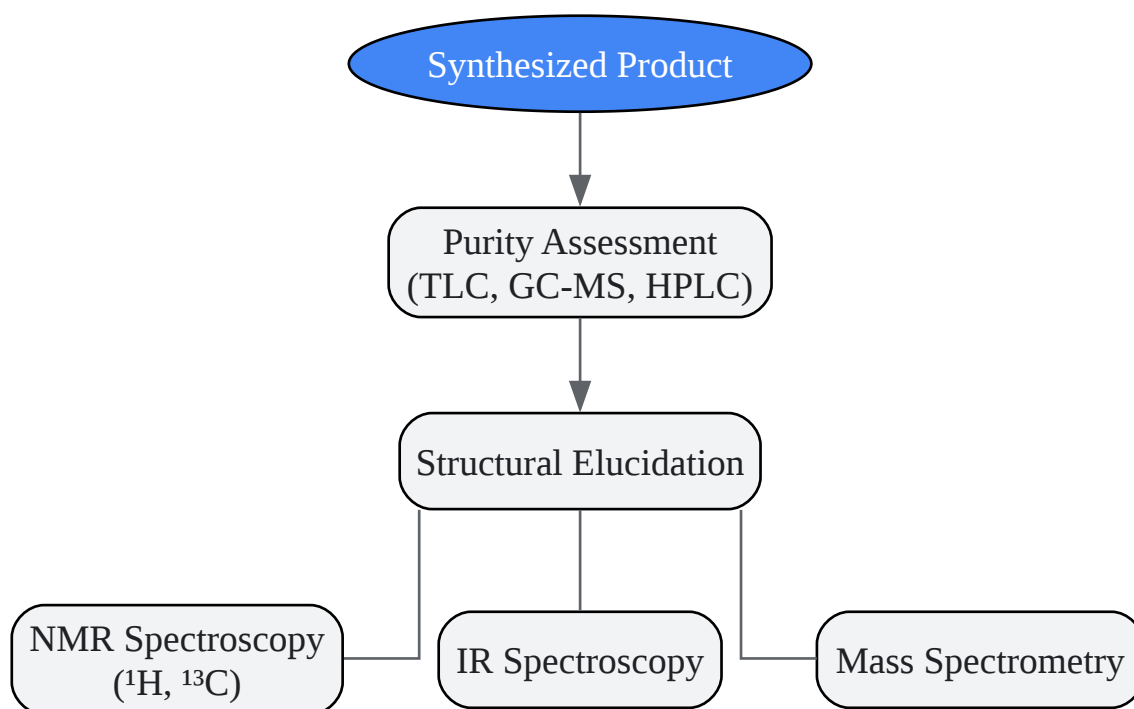 Synthesized Product
Purity Assessment
(TLC, GC-MS, HPLC)
Structural Elucidation
NMR Spectroscopy
(¹H, ¹³C)
IR Spectroscopy
Mass Spectrometry